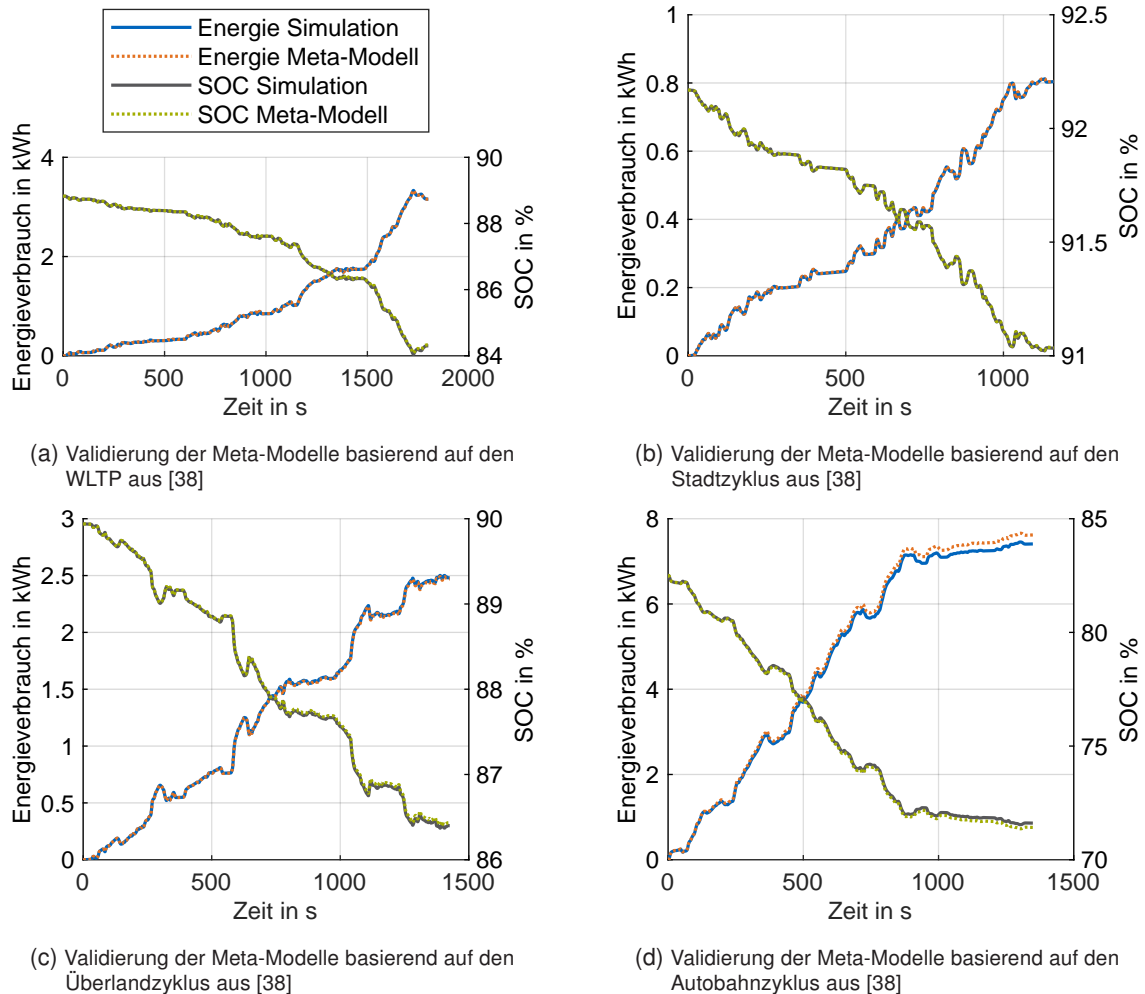 Energie Simulation
Energie Meta-Modell
SOC Simulation
SOC Meta-Modell
Energieverbrauch in kWh
4
2
0
90
88
86
84
SOC in %
0 500 1000 1500 2000
Zeit in s
(a) Validierung der Meta-Modelle basierend auf den
WLTP aus [38]
Energieverbrauch in kWh
1
0.8
0.6
0.4
0.2
0
92.5
92
91.5
91
SOC in %
0 500 1000
Zeit in s
(b) Validierung der Meta-Modelle basierend auf den
Stadtzyklus aus [38]
Energieverbrauch in kWh
3
2.5
2
1.5
1
0.5
0
90
89
88
87
86
SOC in %
0 500 1000 1500
Zeit in s
(c) Validierung der Meta-Modelle basierend auf den
Überlandzyklus aus [38]
Energieverbrauch in kWh
8
6
4
2
0
85
80
75
70
SOC in %
0 500 1000 1500
Zeit in s
(d) Validierung der Meta-Modelle basierend auf den
Autobahnzyklus aus [38]